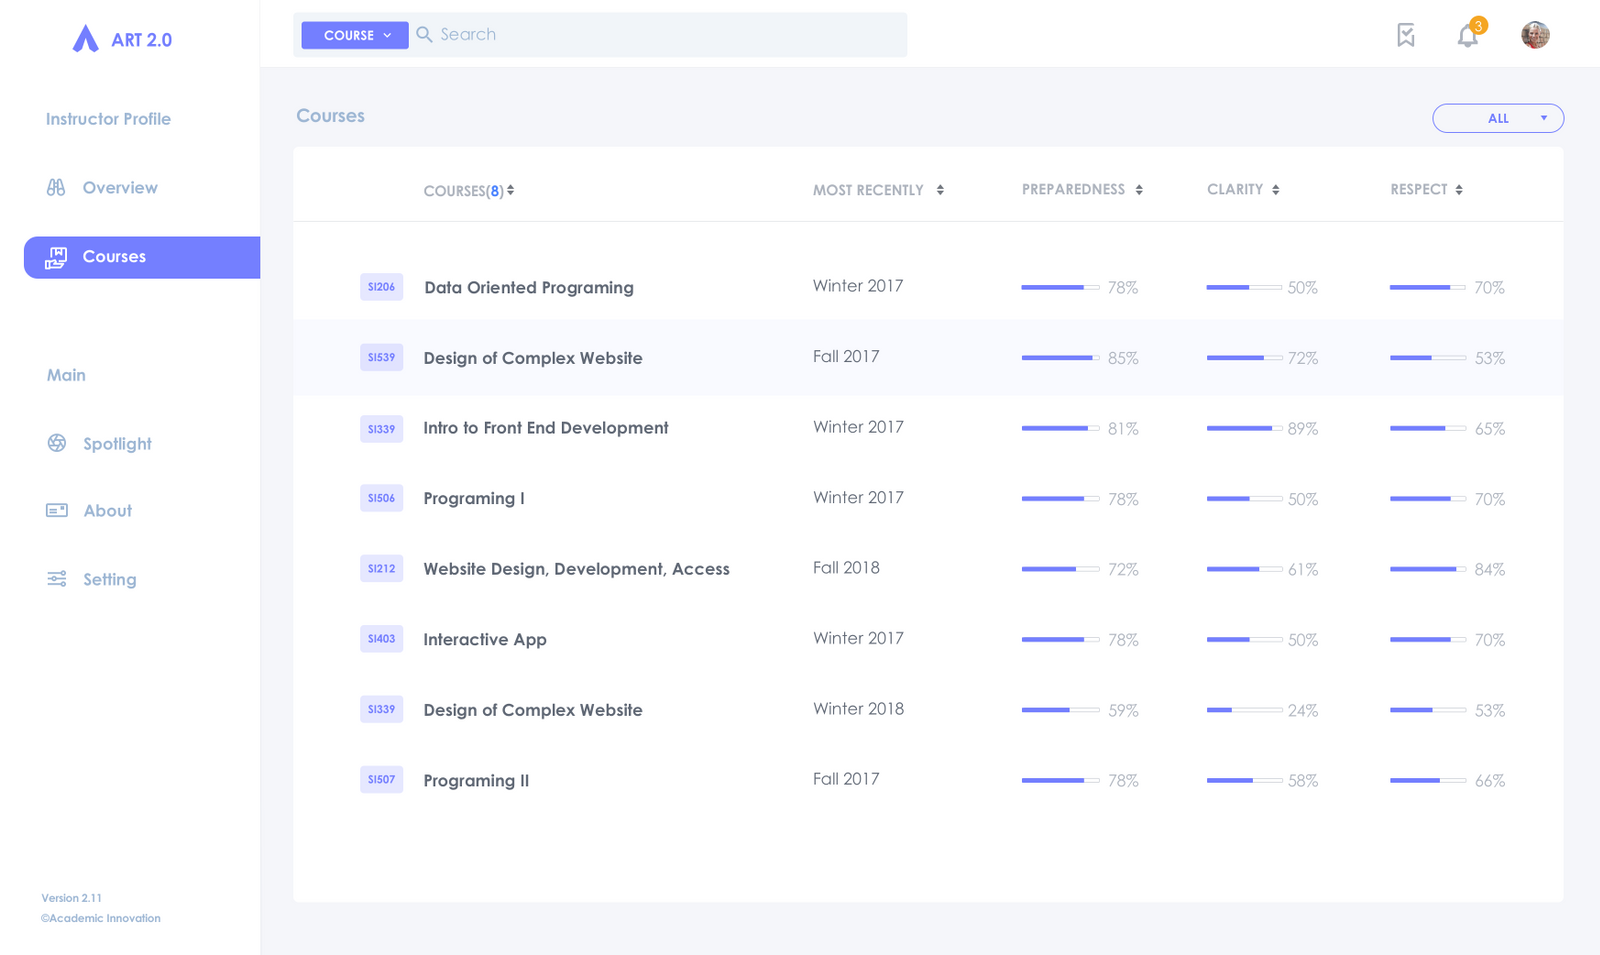 ART 2.0
COURSE
Search
3
Instructor Profile
Overview
Courses
Main
Spotlight
About
Setting
Version 2.11
©Academic Innovation
Courses
ALL
COURSES(8) MOST RECENTLY PREPAREDNESS CLARITY RESPECT
SI206 Data Oriented Programing Winter 2017 78% 50% 70%
SI539 Design of Complex Website Fall 2017 85% 72% 53%
SI339 Intro to Front End Development Winter 2017 81% 89% 65%
SI506 Programing I Winter 2017 78% 50% 70%
SI212 Website Design, Development, Access Fall 2018 72% 61% 84%
SI403 Interactive App Winter 2017 78% 50% 70%
SI339 Design of Complex Website Winter 2018 59% 24% 53%
SI507 Programing II Fall 2017 78% 58% 66%